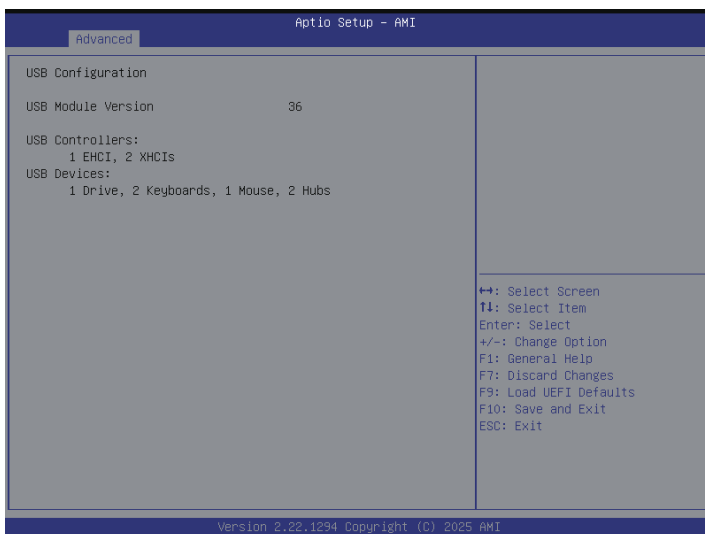 Aptio Setup – AMI
Advanced
USB Configuration
USB Module Version 36
USB Controllers:
1 EHCI, 2 XHCIs
USB Devices:
1 Drive, 2 Keyboards, 1 Mouse, 2 Hubs
↔: Select Screen
↑↓: Select Item
Enter: Select
+/-: Change Option
F1: General Help
F7: Discard Changes
F9: Load UEFI Defaults
F10: Save and Exit
ESC: Exit
Version 2.22.1294 Copyright (C) 2025 AMI